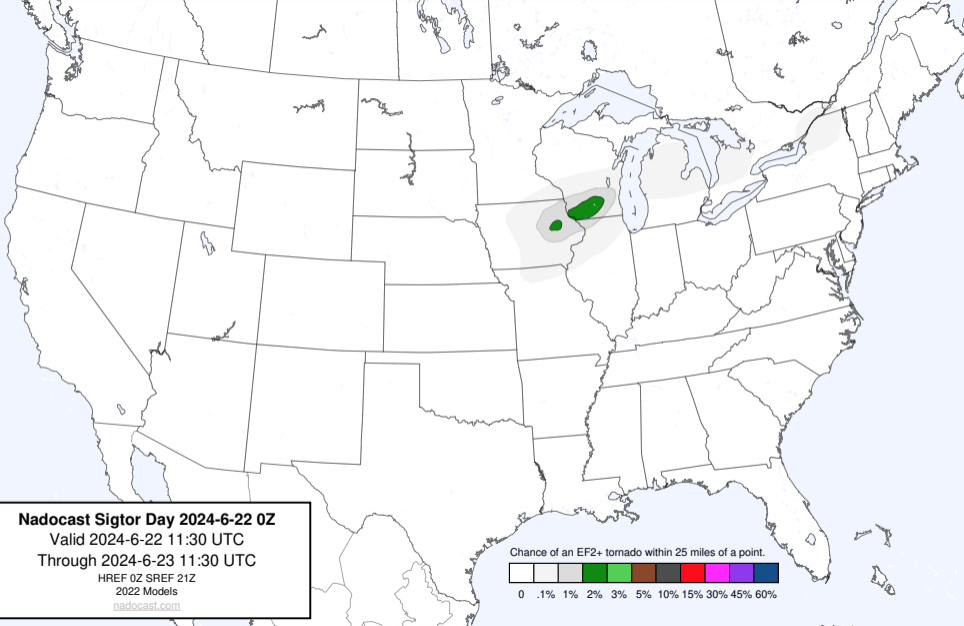 Nadocast Sigtor Day 2024-6-22 0Z
Valid 2024-6-22 11:30 UTC
Through 2024-6-23 11:30 UTC
HREF 0Z SREF 21Z
2022 Models
nadocast.com
Chance of an EF2+ tornado within 25 miles of a point.
0 .1% 1% 2% 3% 5% 10% 15% 30% 45% 60%